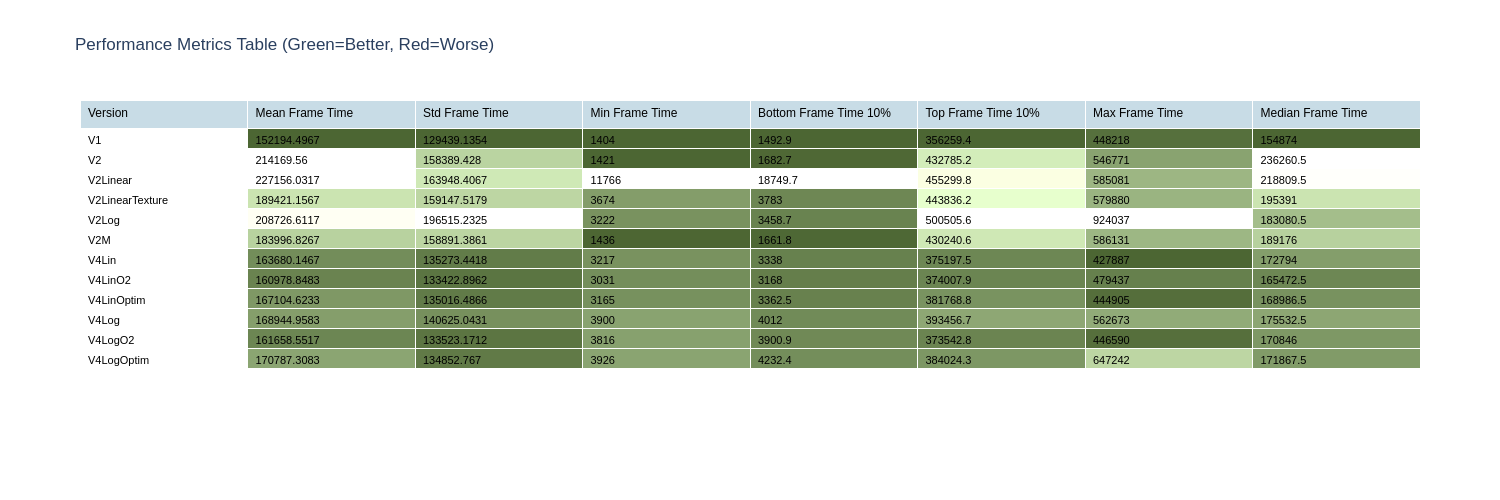 Performance Metrics Table (Green=Better, Red=Worse)
Version Mean Frame Time Std Frame Time Min Frame Time Bottom Frame Time 10% Top Frame Time 10% Max Frame Time Median Frame Time
V1 152194.4967 129439.1354 1404 1492.9 356259.4 448218 154874
V2 214169.56 158389.428 1421 1682.7 432785.2 546771 236260.5
V2Linear 227156.0317 163948.4067 11766 18749.7 455299.8 585081 218809.5
V2LinearTexture 189421.1567 159147.5179 3674 3783 443836.2 579880 195391
V2Log 208726.6117 196515.2325 3222 3458.7 500505.6 924037 183080.5
V2M 183996.8267 158891.3861 1436 1661.8 430240.6 586131 189176
V4Lin 163680.1467 135273.4418 3217 3338 375197.5 427887 172794
V4LinO2 160978.8483 133422.8962 3031 3168 374007.9 479437 165472.5
V4LinOptim 167104.6233 135016.4866 3165 3362.5 381768.8 444905 168986.5
V4Log 168944.9583 140625.0431 3900 4012 393456.7 562673 175532.5
V4LogO2 161658.5517 133523.1712 3816 3900.9 373542.8 446590 170846
V4LogOptim 170787.3083 134852.767 3926 4232.4 384024.3 647242 171867.5